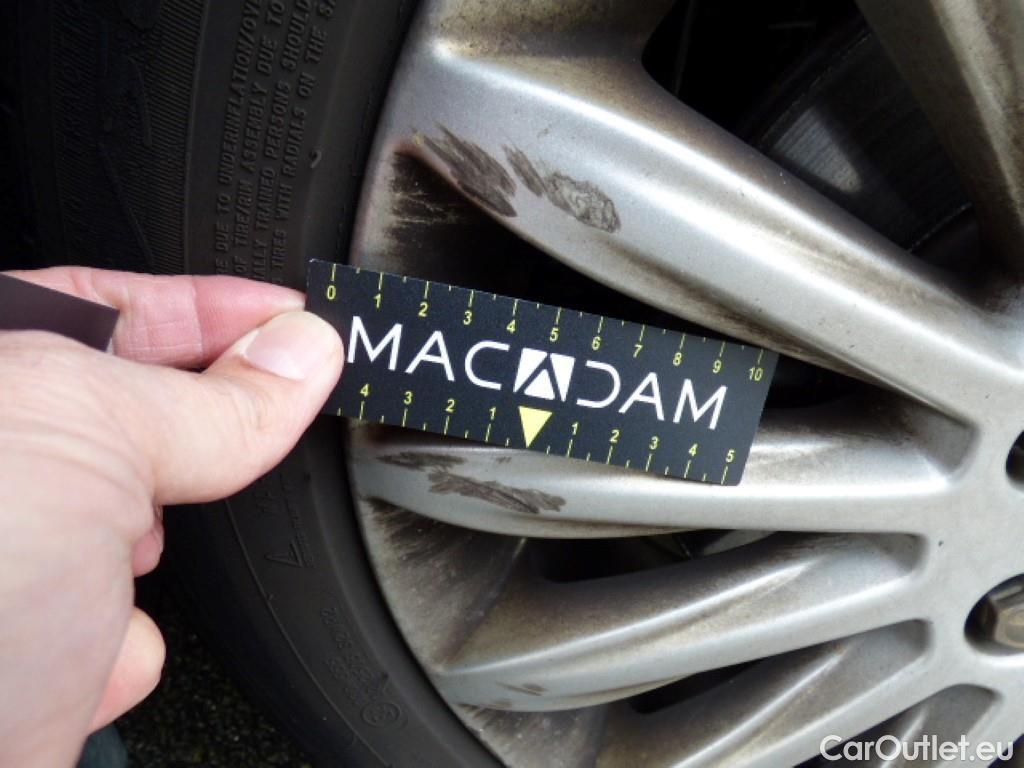 DUE TO UNDERINFLATION/OV
OF TIRE/RIM ASSEMBLY DUE TO
TRAINED PERSONS SHOULD
TIRES WITH RADIALS ON THE SA
0 1 2 3 4 5 6 7 8 9 10
MACADAM
4 3 2 1 1 2 3 4 5
CarOutlet.eu